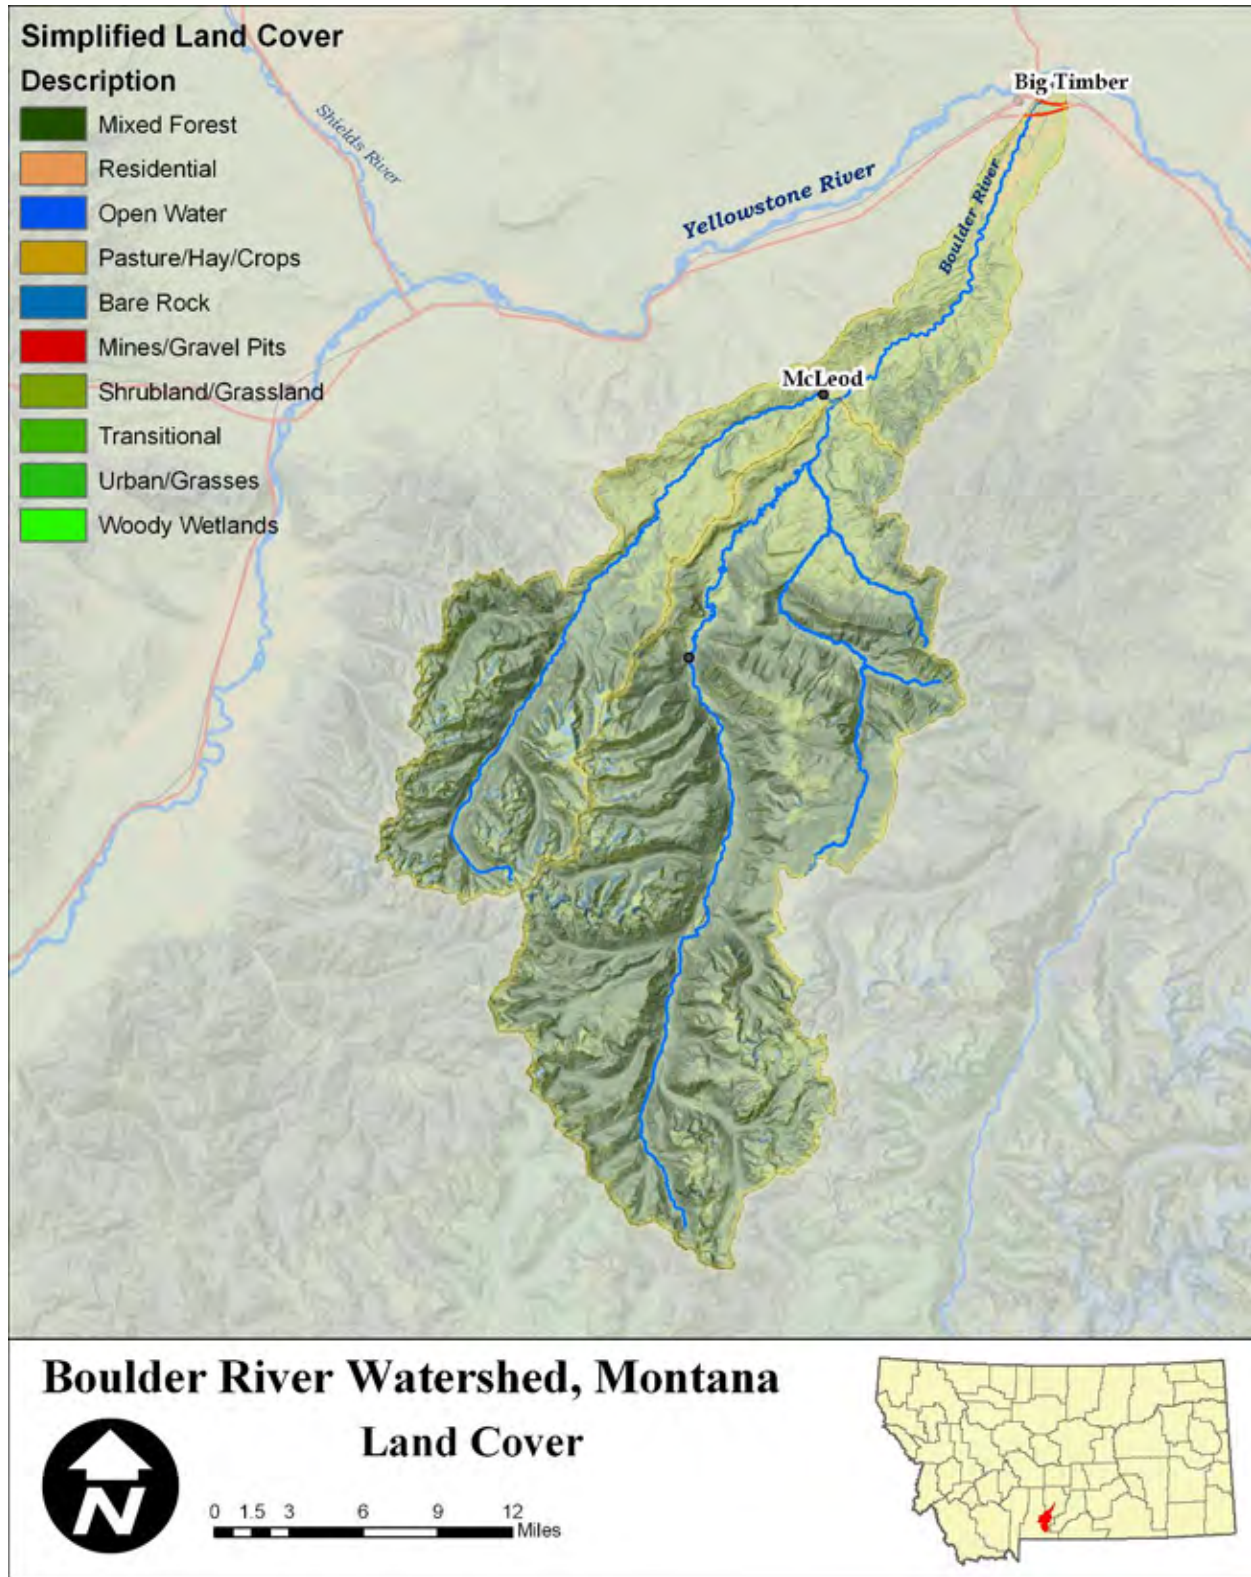 Simplified Land Cover
Description
Mixed Forest
Residential
Open Water
Pasture/Hay/Crops
Bare Rock
Mines/Gravel Pits
Shrubland/Grassland
Transitional
Urban/Grasses
Woody Wetlands
Shields River
Yellowstone River
Big Timber
Boulder River
McLeod
Boulder River Watershed, Montana
Land Cover
N
0 1.5 3 6 9 12
Miles